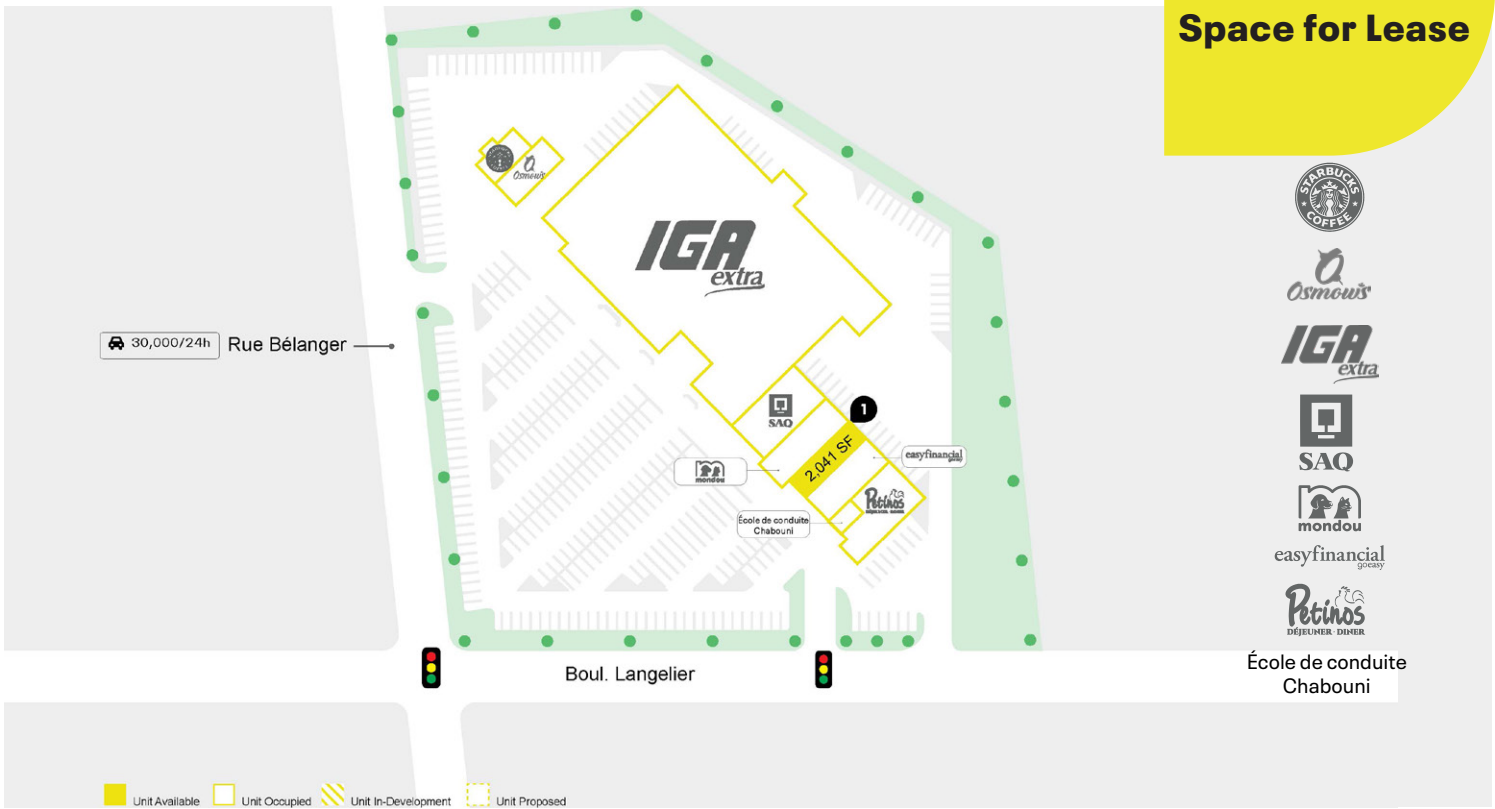 Space for Lease
STARBUCKS
COFFEE
Osmow's
IGA
extra
SAQ
mondou
easyfinancial
goeasy
Petinos
DÉJEUNER - DINER
École de conduite
Chabouni
Osmow's
IGA
extra
30,000/24h
Rue Bélanger
SAQ
1
2,041 SF
easyfinancial
goeasy
mondou
Petinos
École de conduite
Chabouni
Boul. Langelier
Unit Available
Unit Occupied
Unit In-Development
Unit Proposed